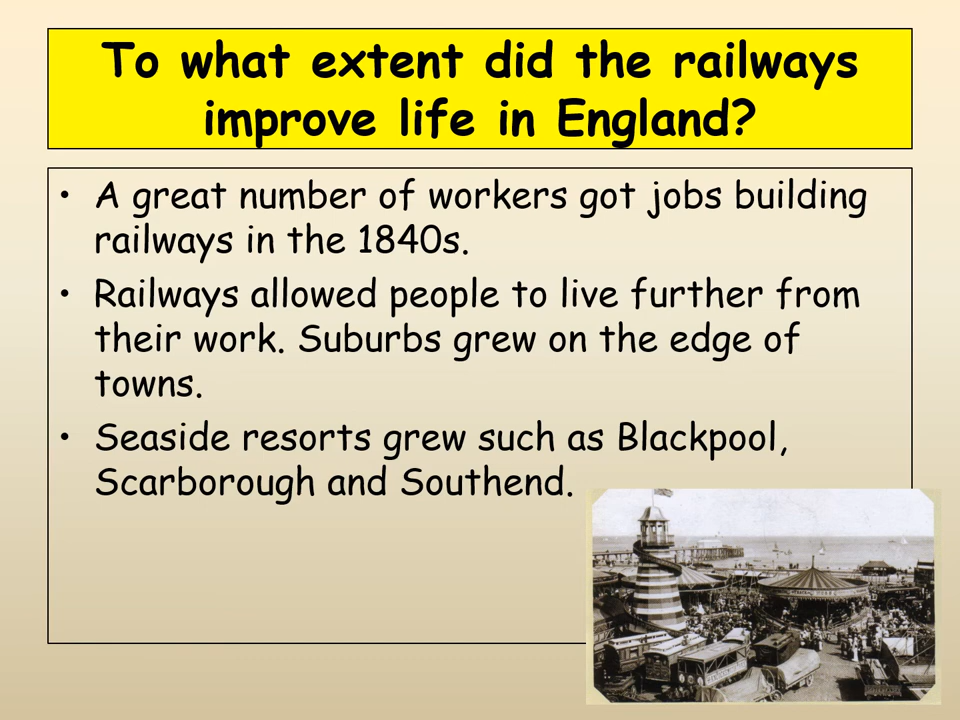 To what extent did the railways
improve life in England?
• A great number of workers got jobs building
railways in the 1840s.
• Railways allowed people to live further from
their work. Suburbs grew on the edge of
towns.
• Seaside resorts grew such as Blackpool,
Scarborough and Southend.